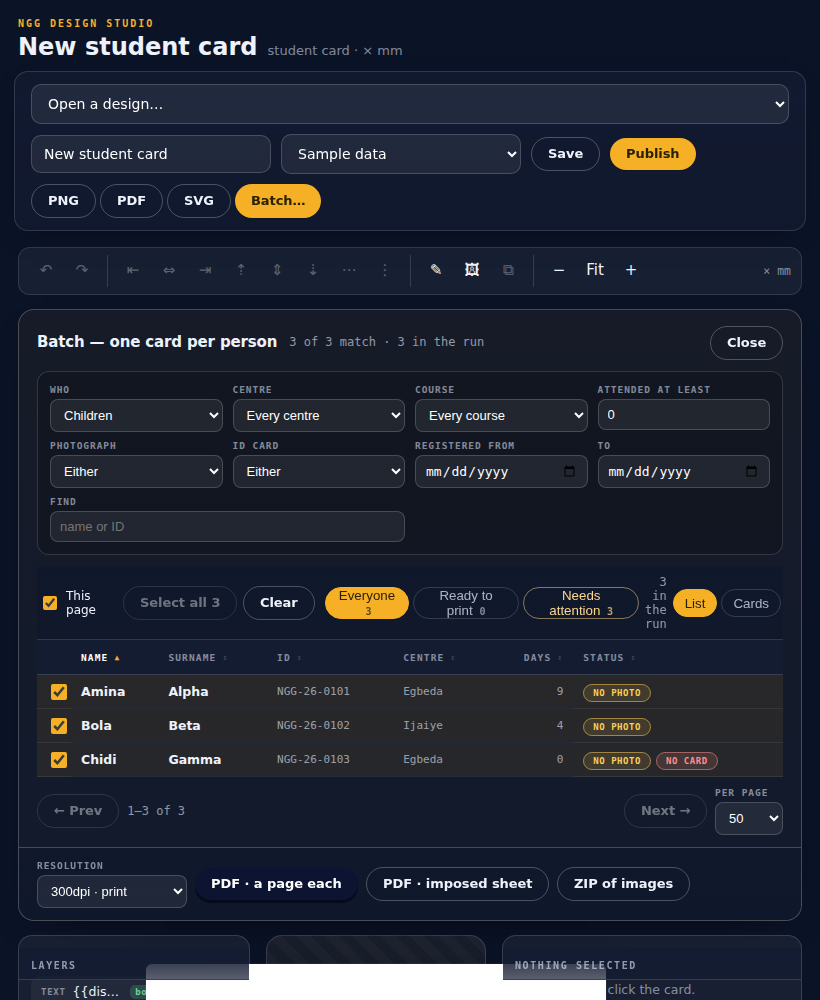 NGG DESIGN STUDIO
New student card student card · × mm
Open a design...
New student card Sample data Save Publish
PNG PDF SVG Batch…
Fit × mm
Batch — one card per person 3 of 3 match · 3 in the run Close
WHO CENTRE COURSE ATTENDED AT LEAST
Children Every centre Every course 0
PHOTOGRAPH ID CARD REGISTERED FROM TO
Either Either mm/dd/yyyy mm/dd/yyyy
FIND
name or ID
This page Select all 3 Clear Everyone 3 Ready to print 0 Needs attention 3 3 in the run List Cards
NAME ▲ SURNAME ID CENTRE DAYS STATUS
Amina Alpha NGG-26-0101 Egbeda 9 NO PHOTO
Bola Beta NGG-26-0102 Ijaiye 4 NO PHOTO
Chidi Gamma NGG-26-0103 Egbeda 0 NO PHOTO NO CARD
← Prev 1–3 of 3 Next → PER PAGE
50
RESOLUTION
300dpi · print PDF · a page each PDF · imposed sheet ZIP of images
LAYERS NOTHING SELECTED
TEXT {{dis… click the card.